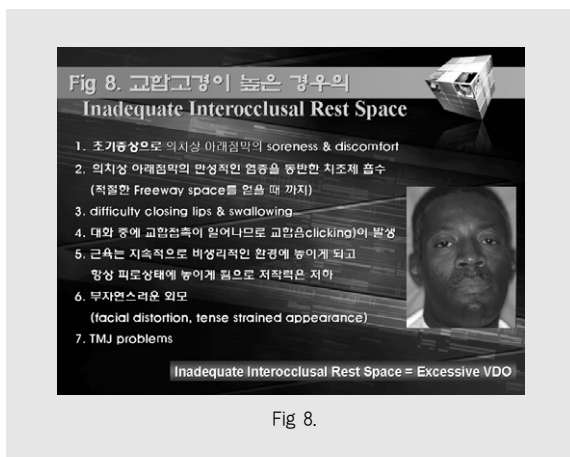 Fig 8. 교합고경이 높은 경우의
Inadequate Interocclusal Rest Space
1. 초기증상으로 의치상 아래점막의 soreness & discomfort
2. 의치상 아래점막의 만성적인 염증을 동반한 치조제 흡수
(적절한 Freeway space를 얻을 때 까지)
3. difficulty closing lips & swallowing
4. 대화 중에 교합접촉이 일어나므로 교합음clicking)이 발생
5. 근육는 지속적으로 비생리적인 환경에 놓이게 되고
항상 피로상태에 놓이게 됨으로 저작력은 저하
6. 부자연스러운 외모
(facial distortion, tense strained appearance)
7. TMJ problems
Inadequate Interocclusal Rest Space = Excessive VDO
Fig 8.